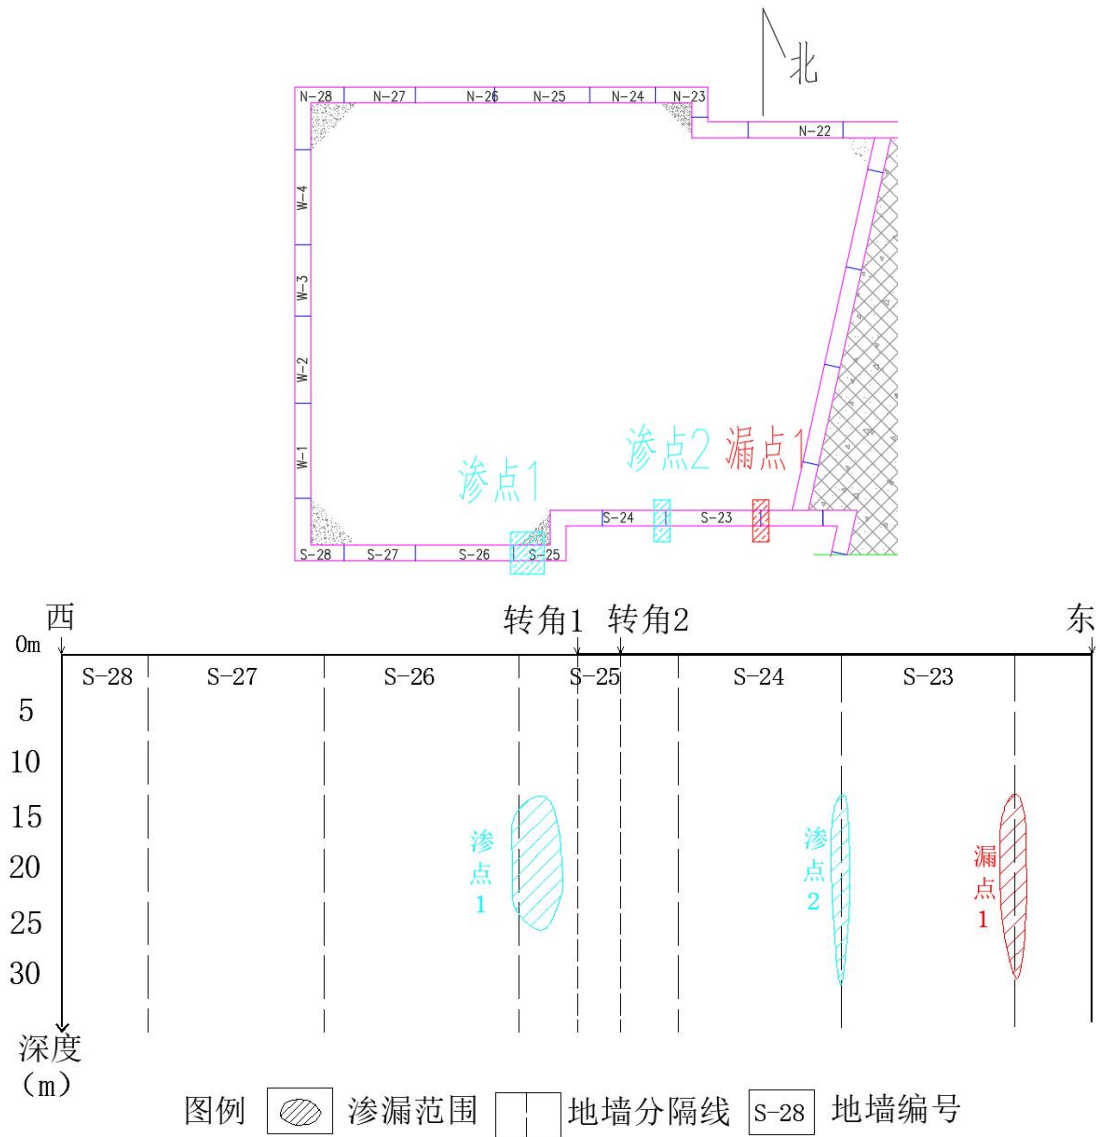 北
N-28 N-27 N-26 N-25 N-24 N-23
N-22
W-4
W-3
W-2
W-1
渗点1 渗点2 漏点1
S-24 S-23
S-28 S-27 S-26 S-25
西 转角1 转角2 东
0m
S-28 S-27 S-26 S-25 S-24 S-23
5
10
15
20
25
30
渗点1
渗点2
漏点1
深度
(m)
图例 渗漏范围 地墙分隔线 S-28 地墙编号